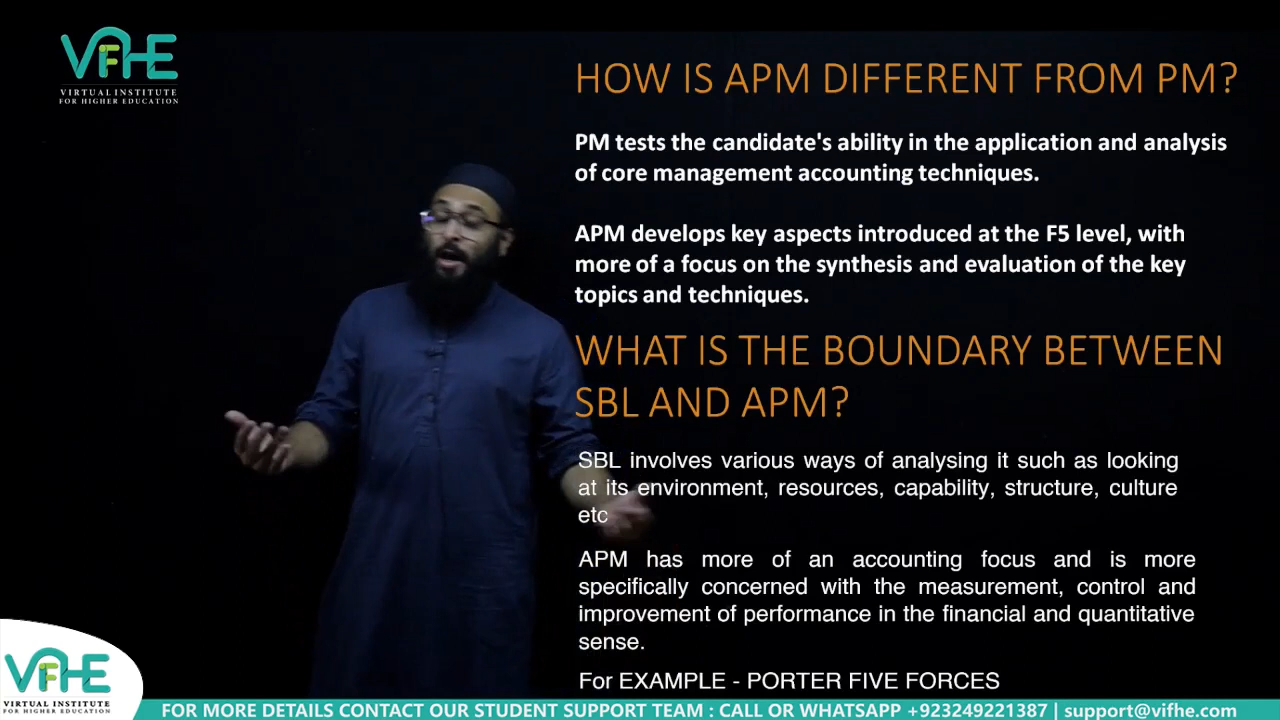 VFHE
VIRTUAL INSTITUTE
FOR HIGHER EDUCATION
HOW IS APM DIFFERENT FROM PM?
PM tests the candidate's ability in the application and analysis
of core management accounting techniques.
APM develops key aspects introduced at the F5 level, with
more of a focus on the synthesis and evaluation of the key
topics and techniques.
WHAT IS THE BOUNDARY BETWEEN
SBL AND APM?
SBL involves various ways of analysing it such as looking
at its environment, resources, capability, structure, culture
etc
APM has more of an accounting focus and is more
specifically concerned with the measurement, control and
improvement of performance in the financial and quantitative
sense.
For EXAMPLE - PORTER FIVE FORCES
VFHE
VIRTUAL INSTITUTE
FOR HIGHER EDUCATION
FOR MORE DETAILS CONTACT OUR STUDENT SUPPORT TEAM : CALL OR WHATSAPP +923249221387 | support@vifhe.com